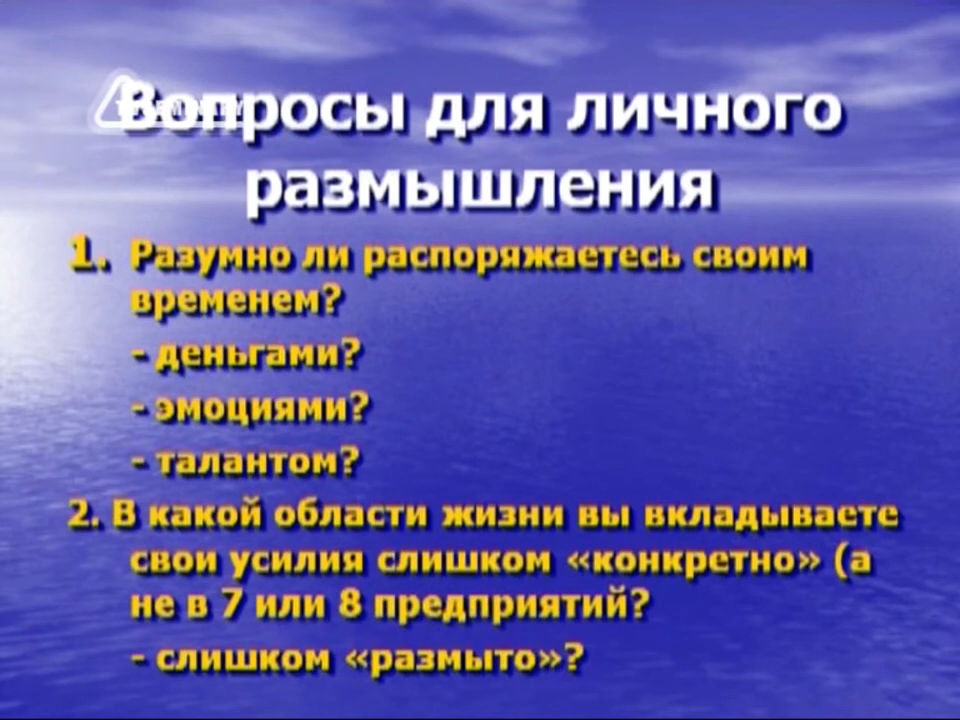 Вопросы для личного
размышления
1. Разумно ли распоряжаетесь своим
временем?
- деньгами?
- эмоциями?
- талантом?
2. В какой области жизни вы вкладываете
свои усилия слишком «конкретно» (а
не в 7 или 8 предприятий?
- слишком «размыто»?